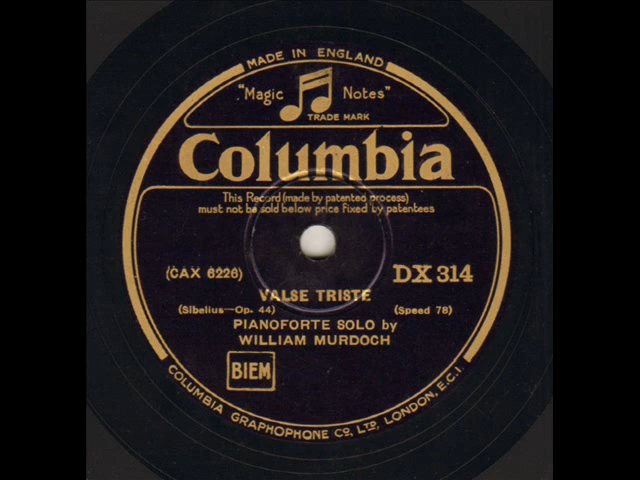 MADE IN ENGLAND
"Magic Notes"
TRADE MARK
Columbia
This Record (made by patented process)
must not be sold below price fixed by patentees
(CAX 6226) DX 314
VALSE TRISTE
(Sibelius—Op. 44) (Speed 78)
PIANOFORTE SOLO by
WILLIAM MURDOCH
BIEM
COLUMBIA GRAPHOPHONE CO., LTD. LONDON, E.C.1.